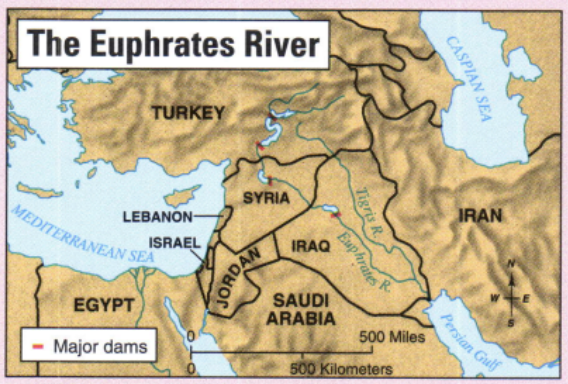 The Euphrates River
CASPIAN SEA
TURKEY
SYRIA
Tigris R.
LEBANON
IRAN
MEDITERRANEAN SEA
ISRAEL
IRAQ
Euphrates R.
JORDAN
N
W E
S
EGYPT
SAUDI
ARABIA
Persian Gulf
Major dams
0 500 Miles
0 500 Kilometers